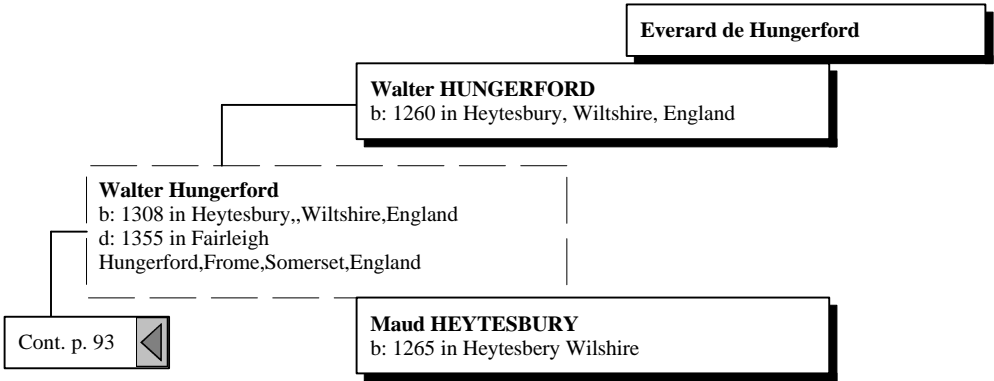 Everard de Hungerford
Walter HUNGERFORD
b: 1260 in Heytesbury, Wiltshire, England
Walter Hungerford
b: 1308 in Heytesbury,,Wiltshire,England
d: 1355 in Fairleigh
Hungerford,Frome,Somerset,England
Cont. p. 93
Maud HEYTESBURY
b: 1265 in Heytesbery Wilshire